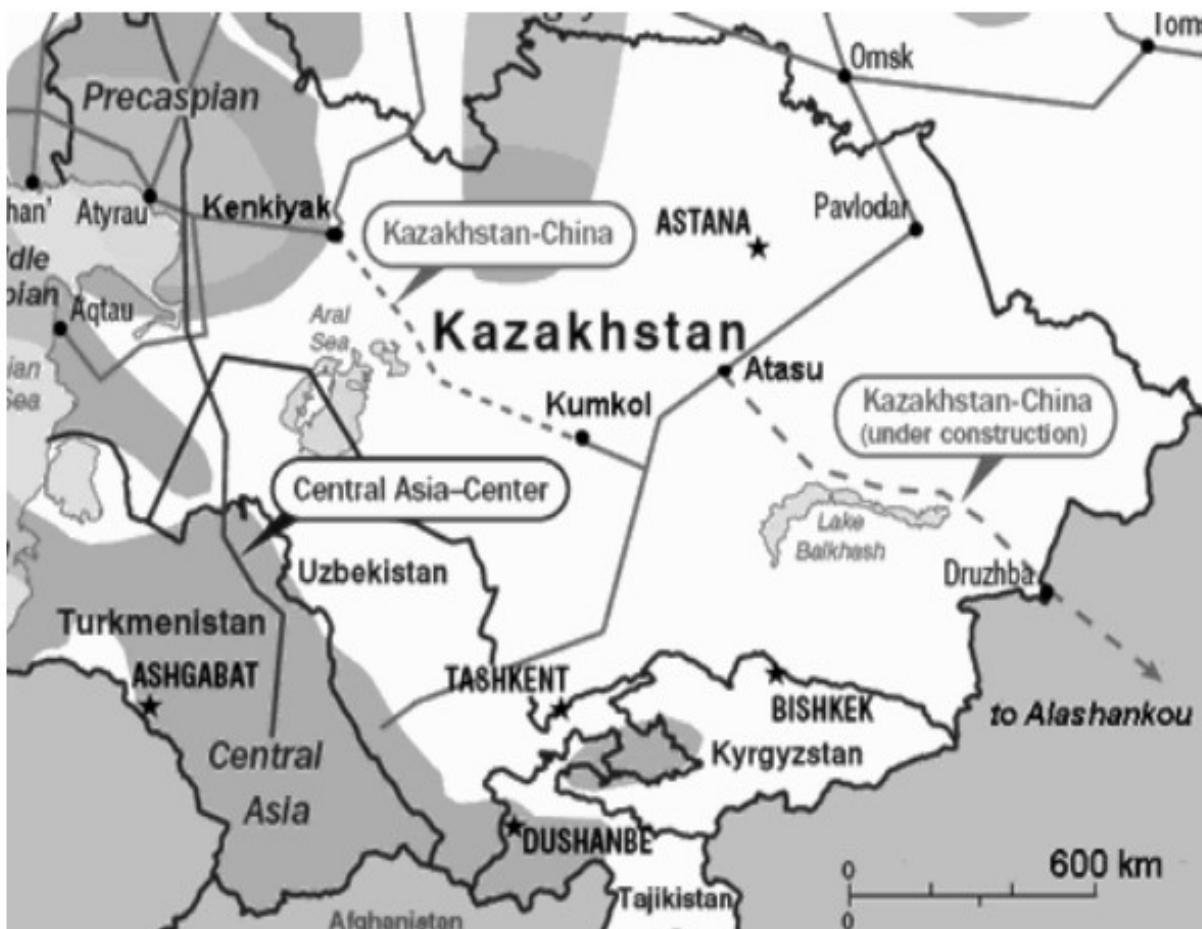 Omsk
Precaspian
han'
Atyrau
Kenkiyak
Kazakhstan-China
ASTANA
Pavlodar
Aqtau
Aral
Sea
Kazakhstan
Atasu
Kumkol
Kazakhstan-China
(under construction)
Central Asia–Center
Lake
Balkhash
Uzbekistan
Druzhba
Turkmenistan
ASHGABAT
TASHKENT
BISHKEK
to Alashankou
Central
Asia
Kyrgyzstan
DUSHANBE
0
600 km
0
Tajikistan
Afghanistan